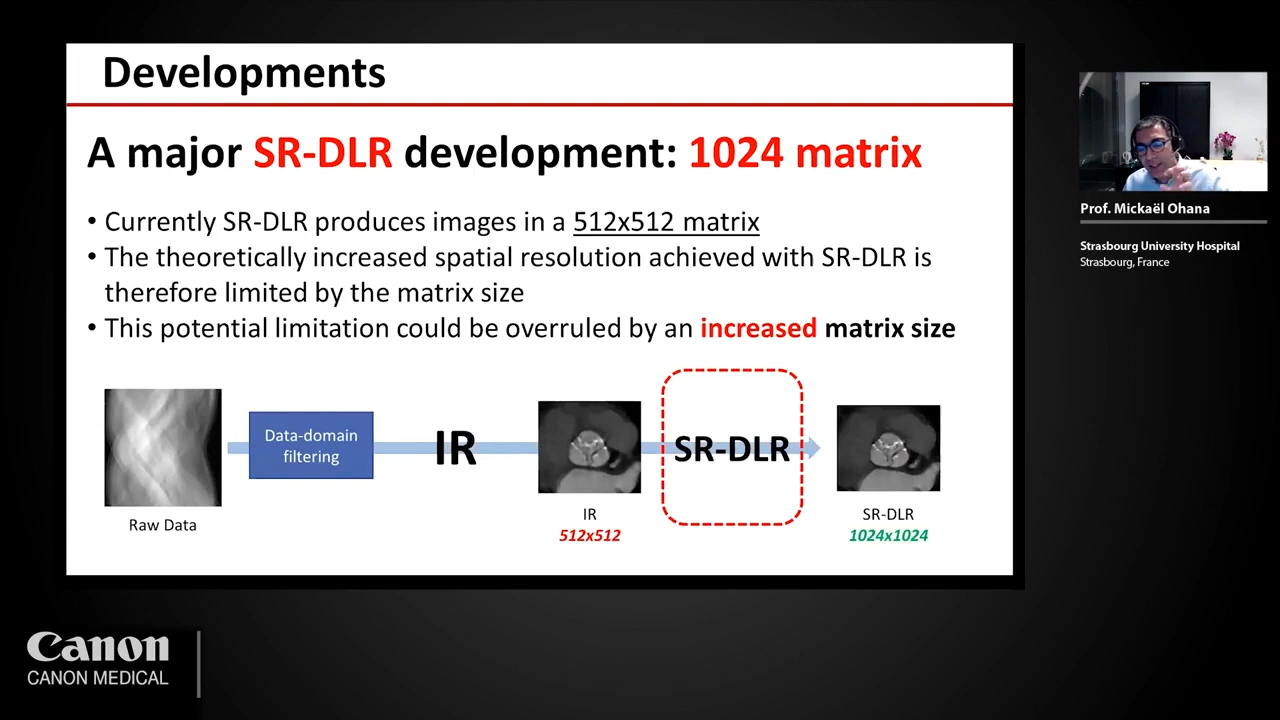 Developments
A major SR-DLR development: 1024 matrix
• Currently SR-DLR produces images in a 512x512 matrix
• The theoretically increased spatial resolution achieved with SR-DLR is
therefore limited by the matrix size
• This potential limitation could be overruled by an increased matrix size
Data-domain
filtering
IR
SR-DLR
Raw Data
IR
512x512
SR-DLR
1024x1024
Prof. Mickaël Ohana
Strasbourg University Hospital
Strasbourg, France
Canon
CANON MEDICAL